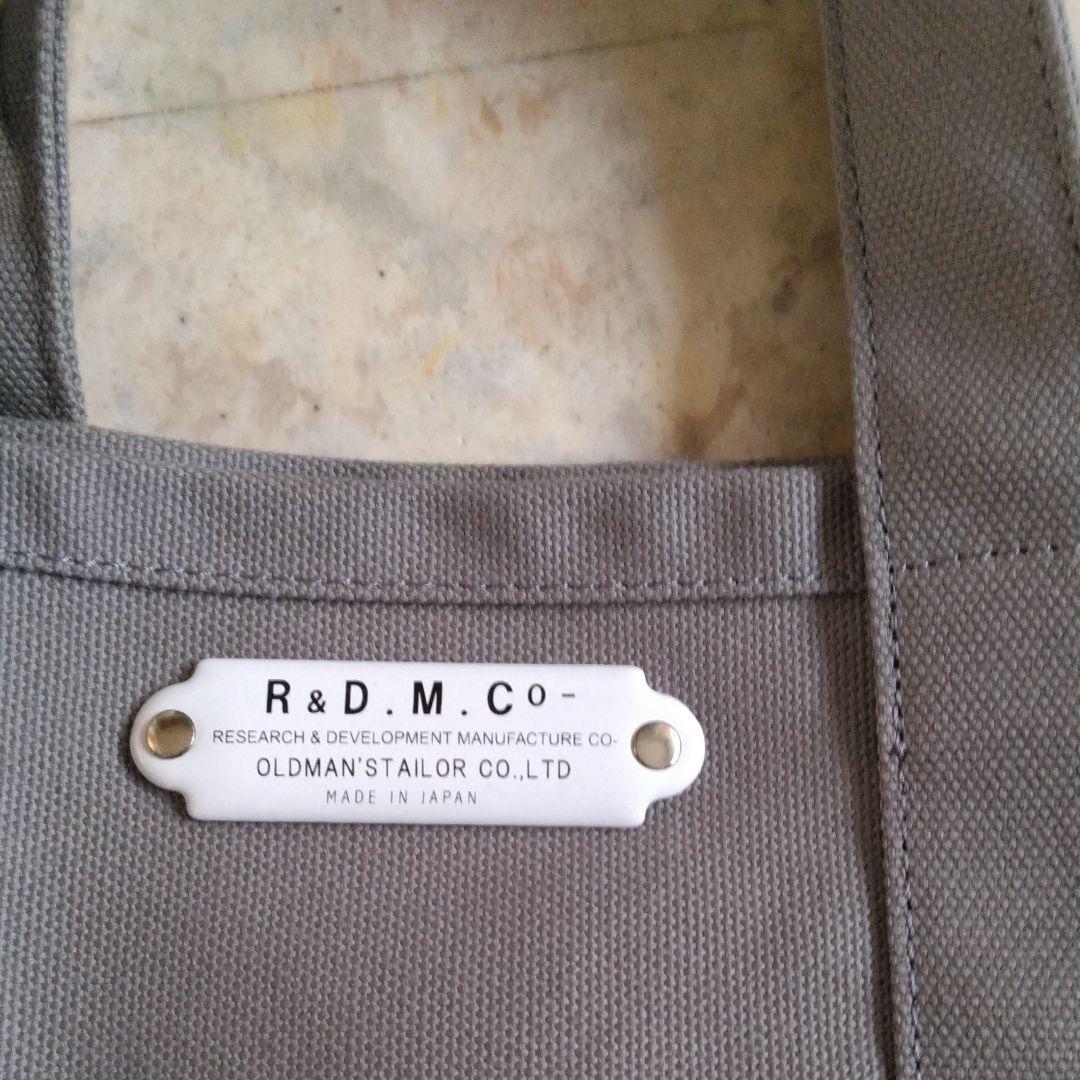 R & D . M . Co -
RESEARCH & DEVELOPMENT MANUFACTURE CO-
OLDMAN'STAILOR CO.,LTD
MADE IN JAPAN